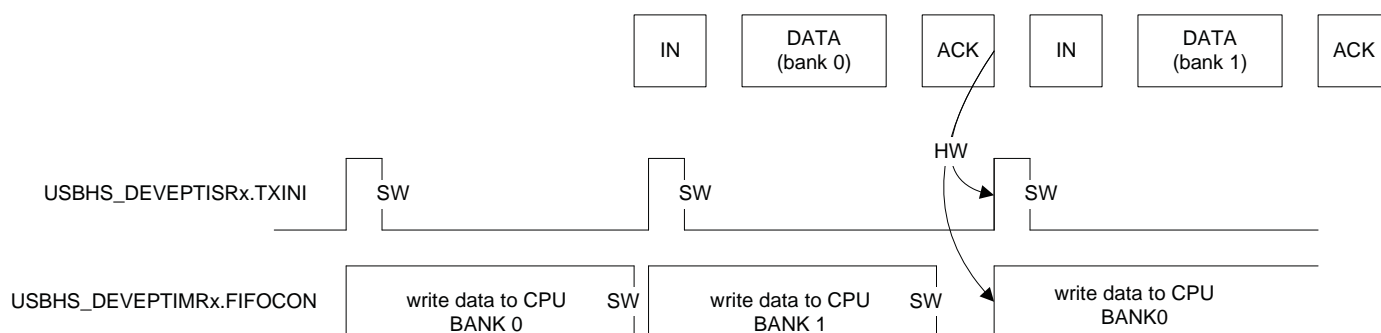 IN
DATA
(bank 0)
ACK
IN
DATA
(bank 1)
ACK
HW
USBHS_DEVEPTISRx.TXINI
SW
SW
SW
USBHS_DEVEPTIMRx.FIFOCON
write data to CPU
BANK 0
SW
write data to CPU
BANK 1
SW
write data to CPU
BANK0